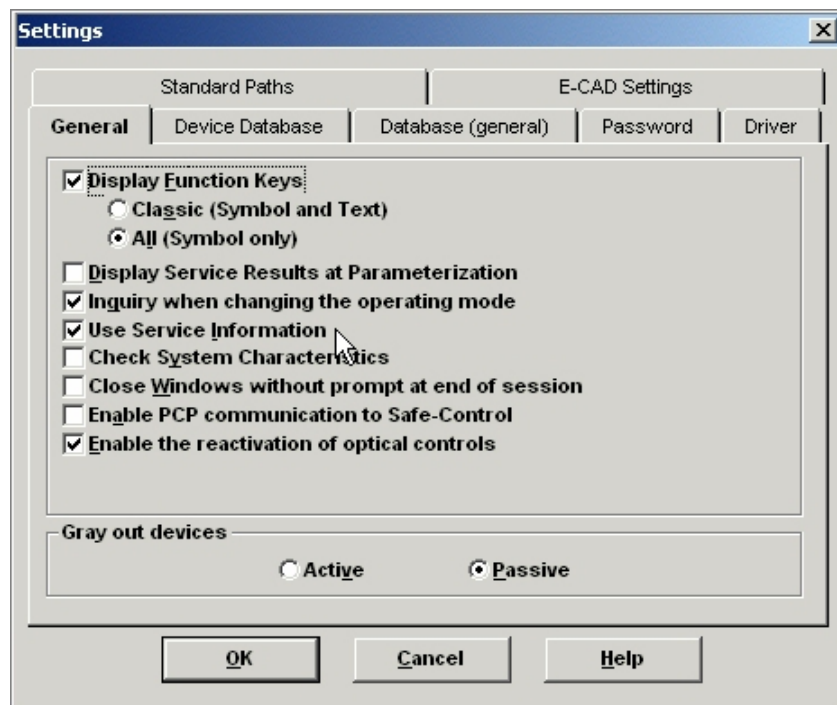 Settings
Standard Paths
E-CAD Settings
General
Device Database
Database (general)
Password
Driver
Display Function Keys
Classic (Symbol and Text)
All (Symbol only)
Display Service Results at Parameterization
Inquiry when changing the operating mode
Use Service Information
Check System Characteristics
Close Windows without prompt at end of session
Enable PCP communication to Safe-Control
Enable the reactivation of optical controls
Gray out devices
Active
Passive
OK
Cancel
Help